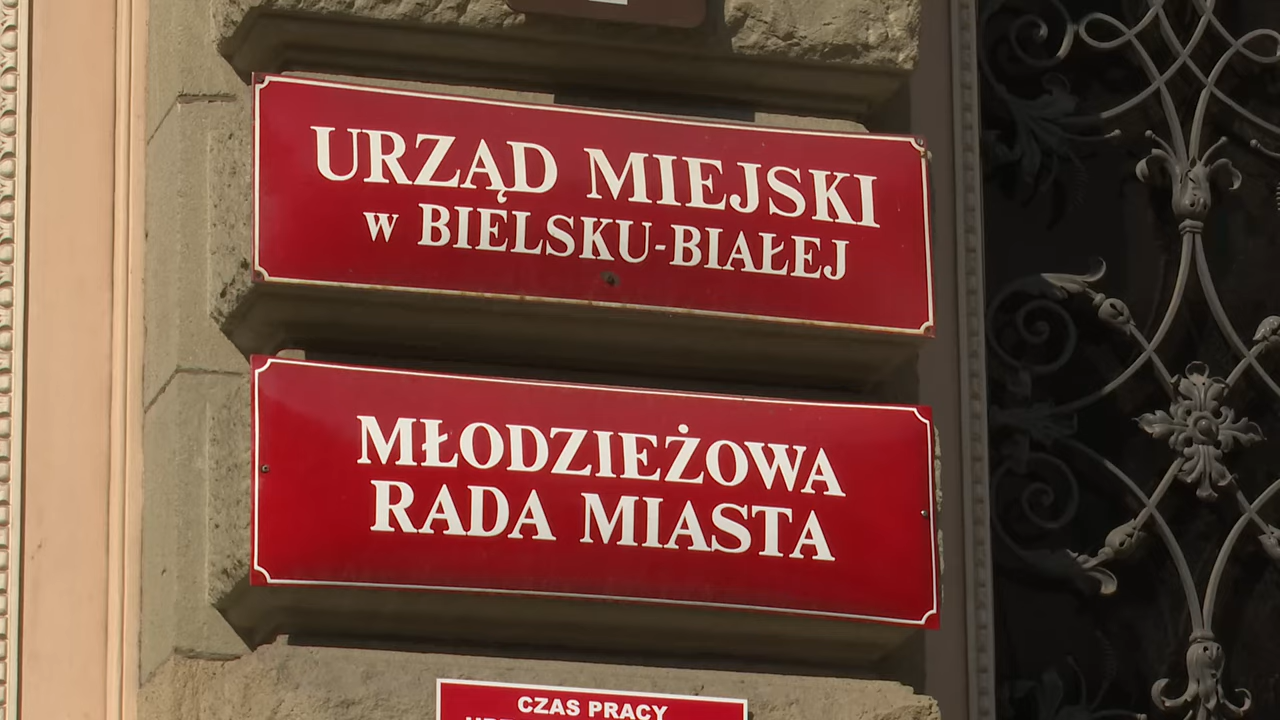 URZĄD MIEJSKI
w BIELSKU-BIAŁEJ
MŁODZIEŻOWA
RADA MIASTA
CZAS PRACY